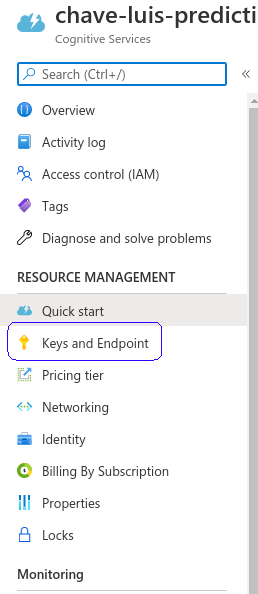 chave-luis-predicti
Cognitive Services
Search (Ctrl+/)
«
Overview
Activity log
Access control (IAM)
Tags
Diagnose and solve problems
RESOURCE MANAGEMENT
Quick start
Keys and Endpoint
Pricing tier
Networking
Identity
Billing By Subscription
Properties
Locks
Monitoring